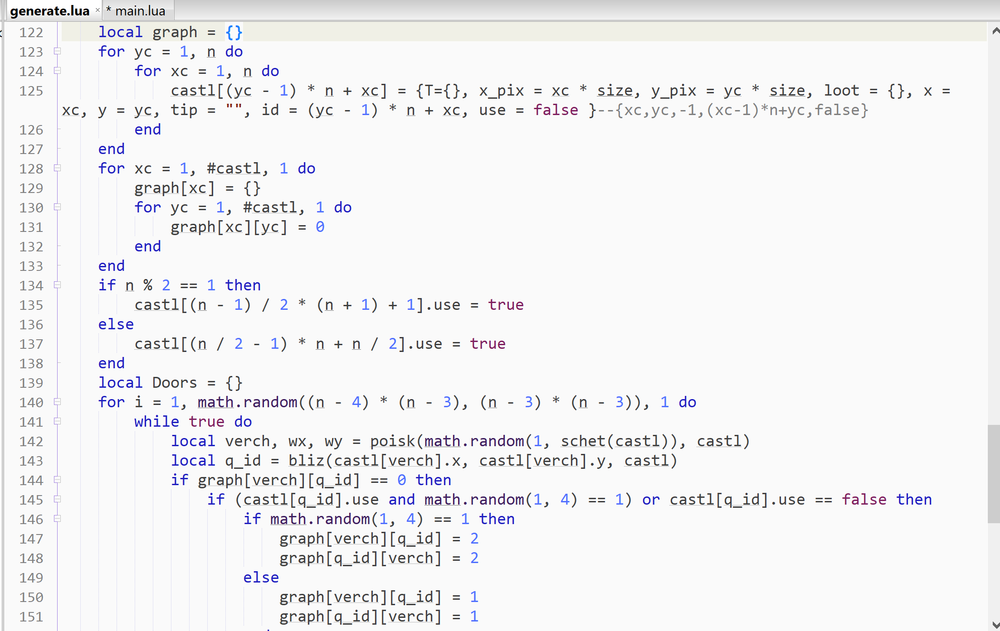 generate.lua × * main.lua
122 local graph = {}
123 for yc = 1, n do
124 for xc = 1, n do
125 castl[(yc - 1) * n + xc] = {T={}, x_pix = xc * size, y_pix = yc * size, loot = {}, x =
xc, y = yc, tip = "", id = (yc - 1) * n + xc, use = false }--{xc,yc,-1,(xc-1)*n+yc,false}
126 end
127 end
128 for xc = 1, #castl, 1 do
129 graph[xc] = {}
130 for yc = 1, #castl, 1 do
131 graph[xc][yc] = 0
132 end
133 end
134 if n % 2 == 1 then
135 castl[(n - 1) / 2 * (n + 1) + 1].use = true
136 else
137 castl[(n / 2 - 1) * n + n / 2].use = true
138 end
139 local Doors = {}
140 for i = 1, math.random((n - 4) * (n - 3), (n - 3) * (n - 3)), 1 do
141 while true do
142 local verch, wx, wy = poisk(math.random(1, schet(castl)), castl)
143 local q_id = bliz(castl[verch].x, castl[verch].y, castl)
144 if graph[verch][q_id] == 0 then
145 if (castl[q_id].use and math.random(1, 4) == 1) or castl[q_id].use == false then
146 if math.random(1, 4) == 1 then
147 graph[verch][q_id] = 2
148 graph[q_id][verch] = 2
149 else
150 graph[verch][q_id] = 1
151 graph[q_id][verch] = 1